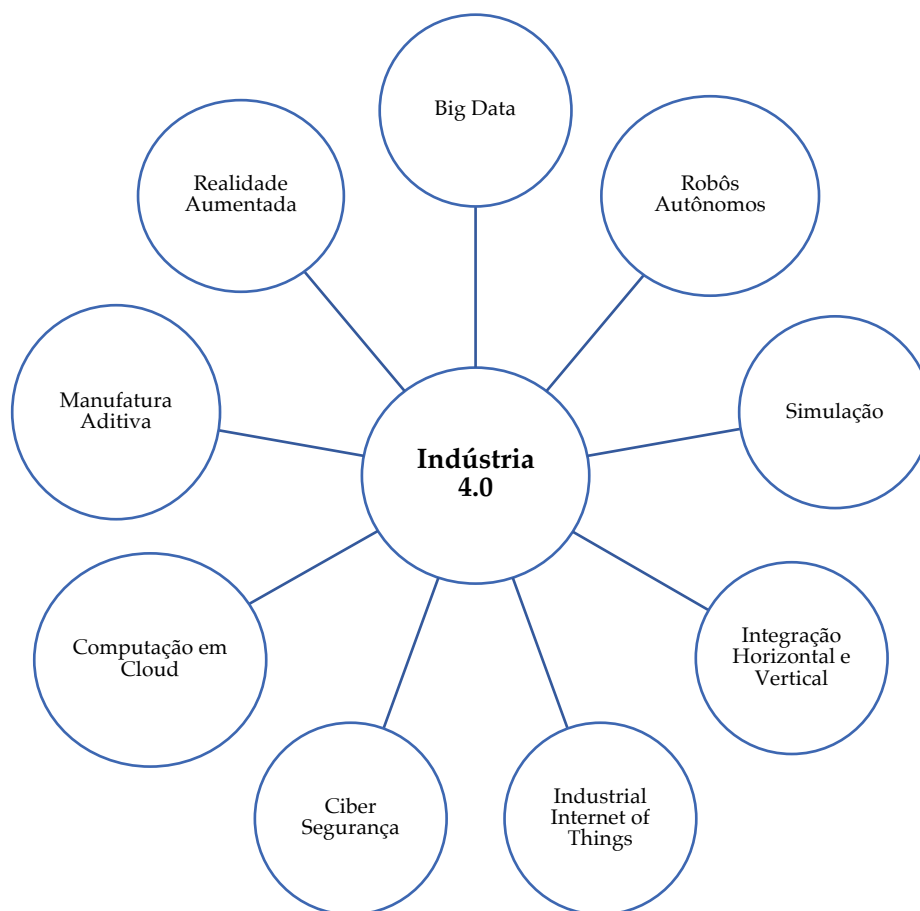 Big Data
Realidade
Aumentada
Robôs
Autônomos
Manufatura
Aditiva
Simulação
Indústria
4.0
Computação em
Cloud
Integração
Horizontal e
Vertical
Ciber
Segurança
Industrial
Internet of
Things